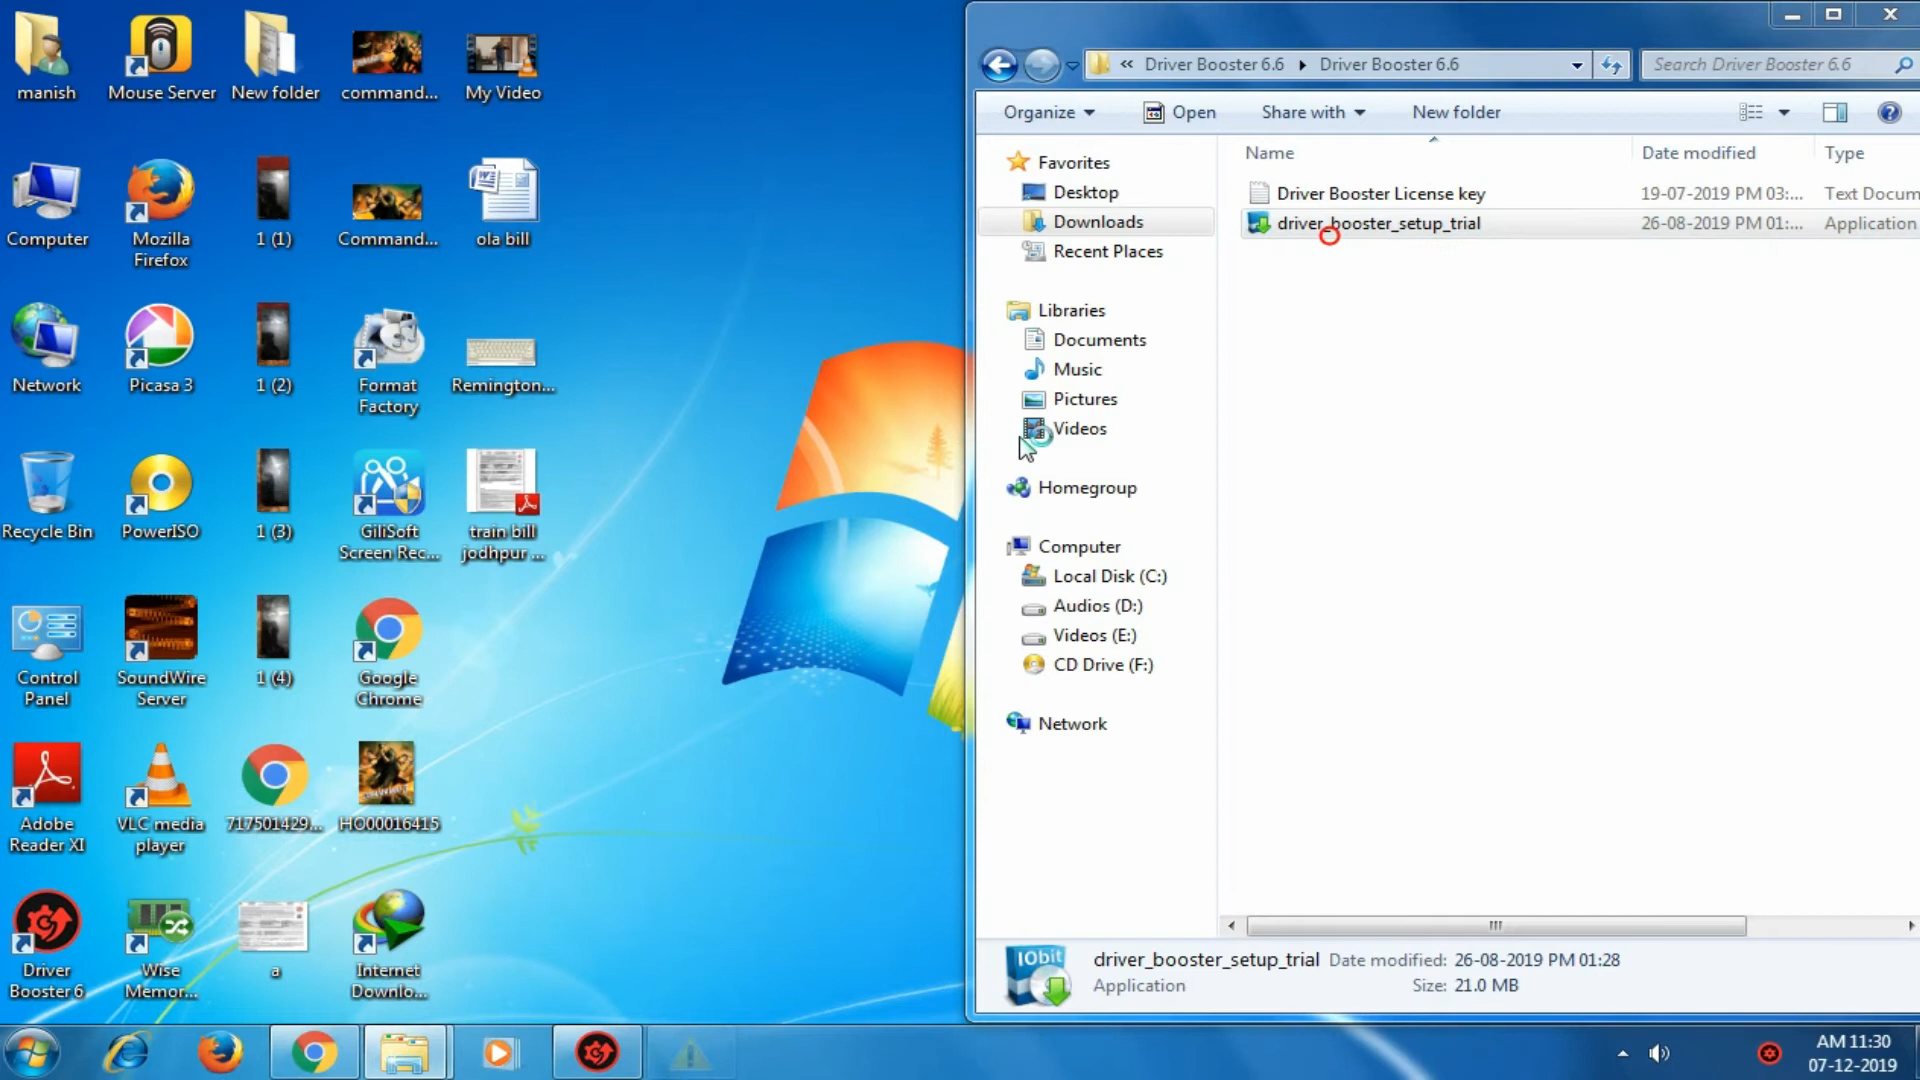 manish
Mouse Server
New folder
command...
My Video
Computer
Mozilla
Firefox
1 (1)
Command...
ola bill
Network
Picasa 3
1 (2)
Format
Factory
Remington...
Recycle Bin
PowerISO
1 (3)
GiliSoft
Screen Rec...
train bill
jodhpur ...
Control
Panel
SoundWire
Server
1 (4)
Google
Chrome
Adobe
Reader XI
VLC media
player
717501429...
HO00016415
Driver
Booster 6
Wise
Memor...
a
Internet
Downlo...
« Driver Booster 6.6 Driver Booster 6.6
Search Driver Booster 6.6
Organize Open Share with New folder
Favorites
Desktop
Downloads
Recent Places
Libraries
Documents
Music
Pictures
Videos
Homegroup
Computer
Local Disk (C:)
Audios (D:)
Videos (E:)
CD Drive (F:)
Network
Name Date modified Type
Driver Booster License key 19-07-2019 PM 03:... Text Docum
driver_booster_setup_trial 26-08-2019 PM 01:... Application
IObit
driver_booster_setup_trial Date modified: 26-08-2019 PM 01:28
Application Size: 21.0 MB
AM 11:30
07-12-2019